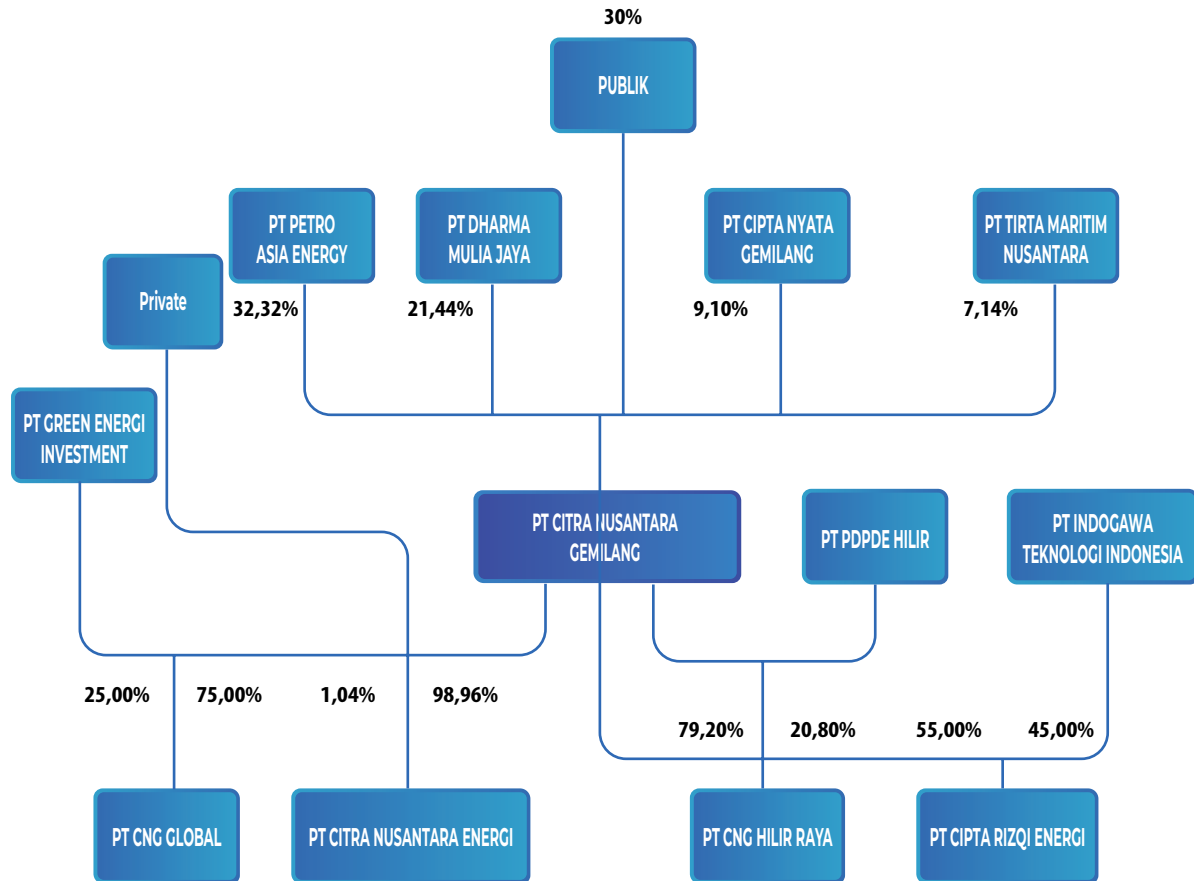 30%
PUBLIK
PT PETRO
ASIA ENERGY
PT DHARMA
MULIA JAYA
PT CIPTA NYATA
GEMILANG
PT TIRTA MARITIM
NUSANTARA
Private
32,32%
21,44%
9,10%
7,14%
PT GREEN ENERGI
INVESTMENT
PT CITRA NUSANTARA
GEMILANG
PT PDPDE HILIR
PT INDOGAWA
TEKNOLOGI INDONESIA
25,00%
75,00%
1,04%
98,96%
79,20%
20,80%
55,00%
45,00%
PT CNG GLOBAL
PT CITRA NUSANTARA ENERGI
PT CNG HILIR RAYA
PT CIPTA RIZQI ENERGI